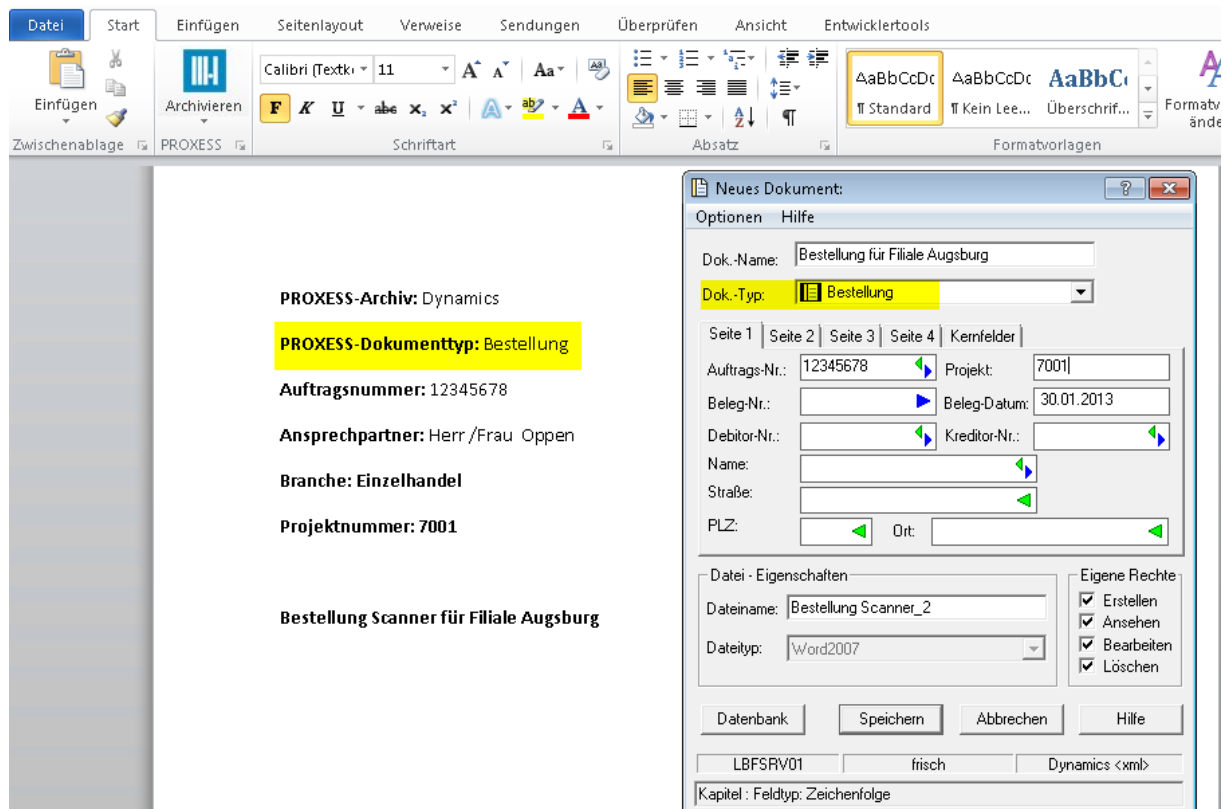 Datei Start Einfügen Seitenlayout Verweise Sendungen Überprüfen Ansicht Entwicklertools
Einfügen
Archivieren
Calibri (Textkı 11 A A Aa
F K U abc x₂ x² A ab A
AaBbCcDc AaBbCcDc AaBbC
¶ Standard ¶ Kein Lee... Überschrif...
Formatv
ände
Zwischenablage PROXESS Schriftart Absatz Formatvorlagen
PROXESS-Archiv: Dynamics
PROXESS-Dokumenttyp: Bestellung
Auftragsnummer: 12345678
Ansprechpartner: Herr /Frau Oppen
Branche: Einzelhandel
Projektnummer: 7001
Bestellung Scanner für Filiale Augsburg
Neues Dokument:
Optionen Hilfe
Dok.-Name: Bestellung für Filiale Augsburg
Dok.-Typ: Bestellung
Seite 1 Seite 2 Seite 3 Seite 4 Kernfelder
Auftrags-Nr.: 12345678 Projekt: 7001
Beleg-Nr.: Beleg-Datum: 30.01.2013
Debitor-Nr.: Kreditor-Nr.:
Name:
Straße:
PLZ: Ort:
Datei - Eigenschaften
Dateiname: Bestellung Scanner_2
Dateityp: Word2007
Eigene Rechte
Erstellen
Ansehen
Bearbeiten
Löschen
Datenbank Speichern Abbrechen Hilfe
LBFSRV01 frisch Dynamics <xml>
Kapitel : Feldtyp: Zeichenfolge